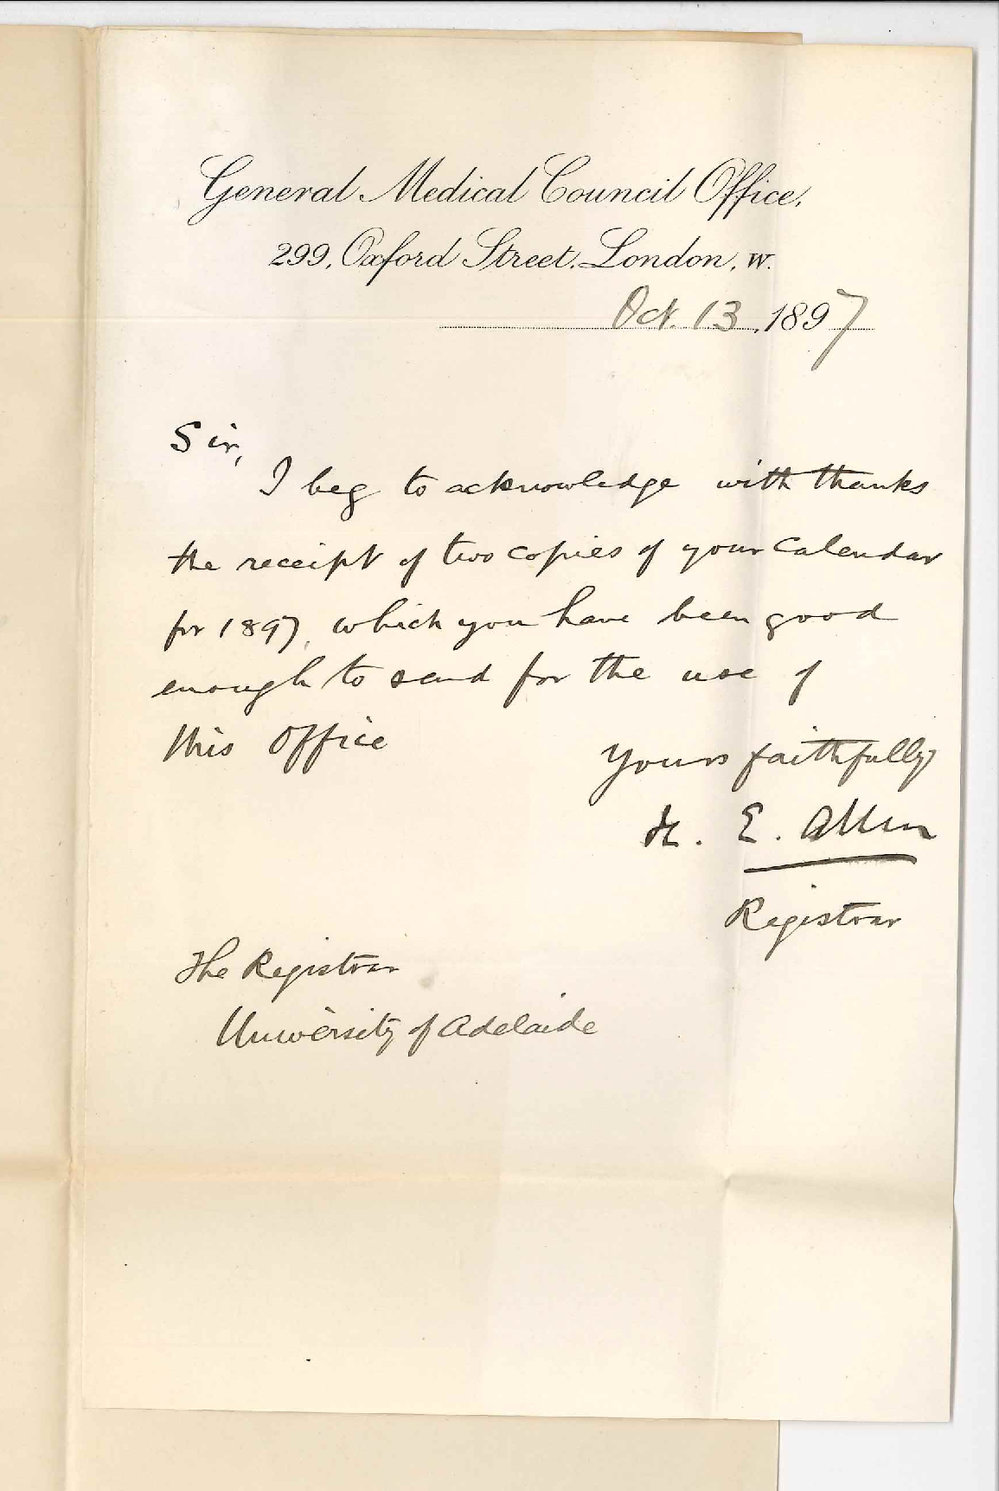 General Medical Council Office,
299, Oxford Street, London, W.
Oct. 13, 1897
Sir,
I beg to acknowledge with thanks
the receipt of two copies of your Calendar
for 1897, which you have been good
enough to send for the use of
this Office
Yours faithfully
H. E. Allen
Registrar
The Registrar
University of Adelaide